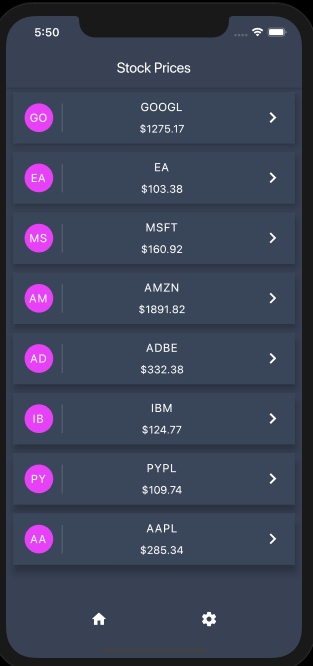 5:50
Stock Prices
GO
GOOGL
$1275.17
EA
EA
$103.38
MS
MSFT
$160.92
AM
AMZN
$1891.82
AD
ADBE
$332.38
IB
IBM
$124.77
PY
PYPL
$109.74
AA
AAPL
$285.34